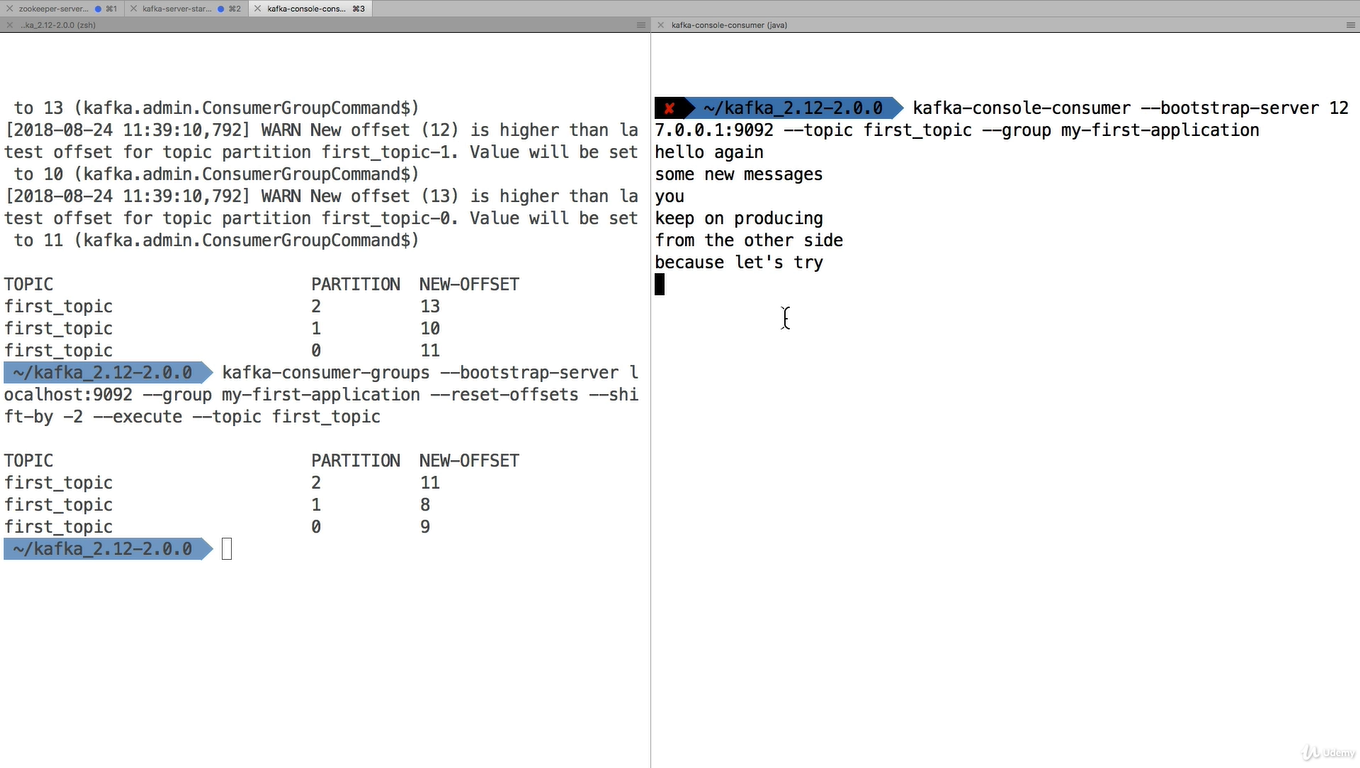 zookeeper-server... ⌘1
kafka-server-star... ⌘2
kafka-console-cons... ⌘3
...ka_2.12-2.0.0 (zsh)
to 13 (kafka.admin.ConsumerGroupCommand$)
[2018-08-24 11:39:10,792] WARN New offset (12) is higher than la
test offset for topic partition first_topic-1. Value will be set
to 10 (kafka.admin.ConsumerGroupCommand$)
[2018-08-24 11:39:10,792] WARN New offset (13) is higher than la
test offset for topic partition first_topic-0. Value will be set
to 11 (kafka.admin.ConsumerGroupCommand$)
TOPIC PARTITION NEW-OFFSET
first_topic 2 13
first_topic 1 10
first_topic 0 11
~/kafka_2.12-2.0.0 kafka-consumer-groups --bootstrap-server l
ocalhost:9092 --group my-first-application --reset-offsets --shi
ft-by -2 --execute --topic first_topic
TOPIC PARTITION NEW-OFFSET
first_topic 2 11
first_topic 1 8
first_topic 0 9
~/kafka_2.12-2.0.0
kafka-console-consumer (java)
✘ ~/kafka_2.12-2.0.0 kafka-console-consumer --bootstrap-server 12
7.0.0.1:9092 --topic first_topic --group my-first-application
hello again
some new messages
you
keep on producing
from the other side
because let's try
Udemy